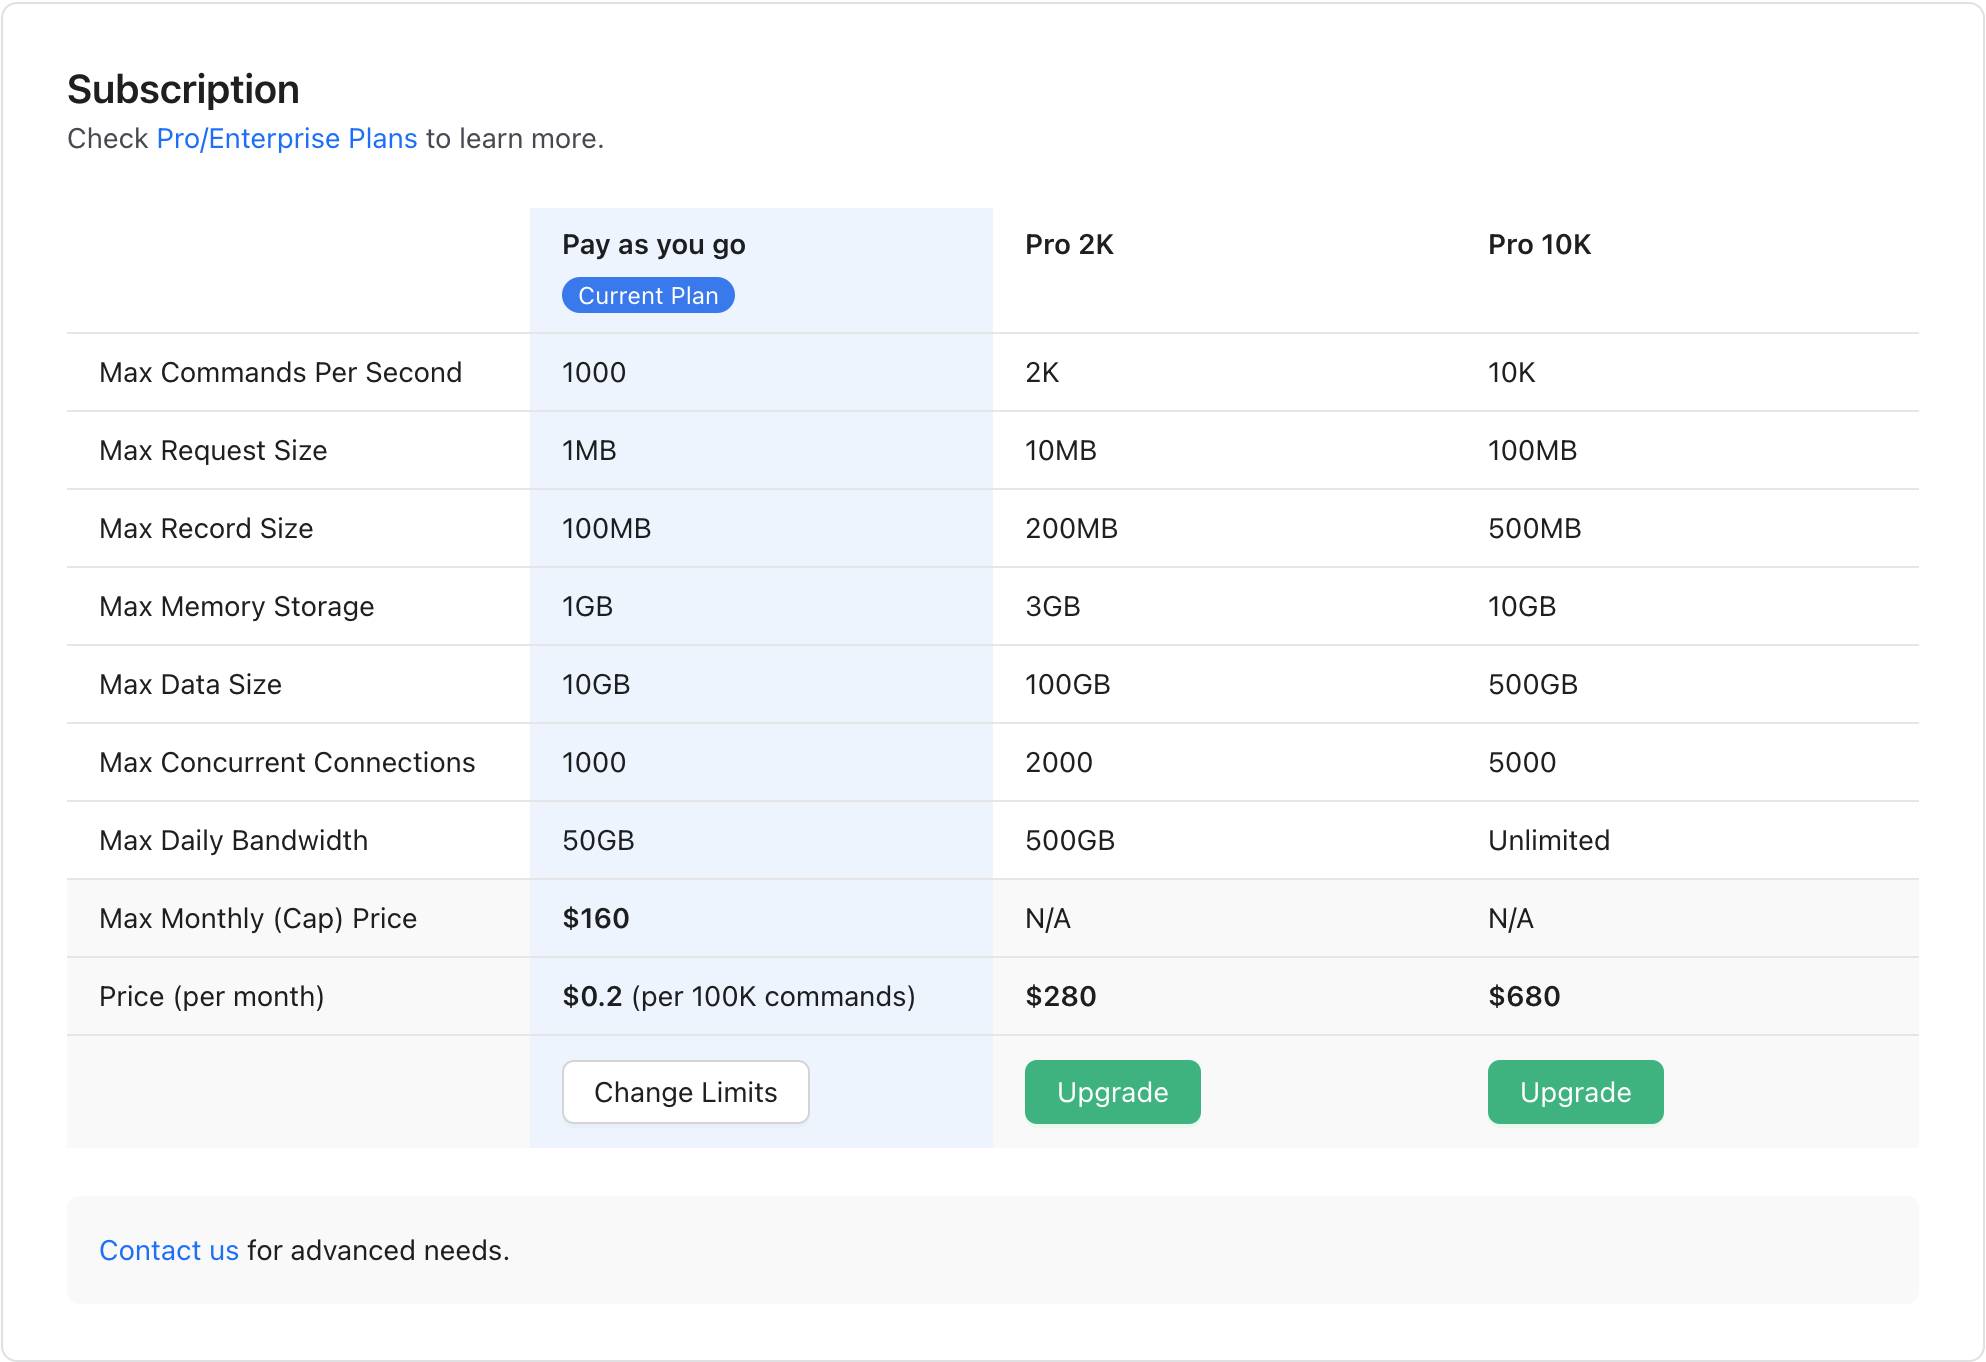 Subscription
Check Pro/Enterprise Plans to learn more.
Pay as you go Pro 2K Pro 10K
Current Plan
Max Commands Per Second 1000 2K 10K
Max Request Size 1MB 10MB 100MB
Max Record Size 100MB 200MB 500MB
Max Memory Storage 1GB 3GB 10GB
Max Data Size 10GB 100GB 500GB
Max Concurrent Connections 1000 2000 5000
Max Daily Bandwidth 50GB 500GB Unlimited
Max Monthly (Cap) Price $160 N/A N/A
Price (per month) $0.2 (per 100K commands) $280 $680
Change Limits Upgrade Upgrade
Contact us for advanced needs.